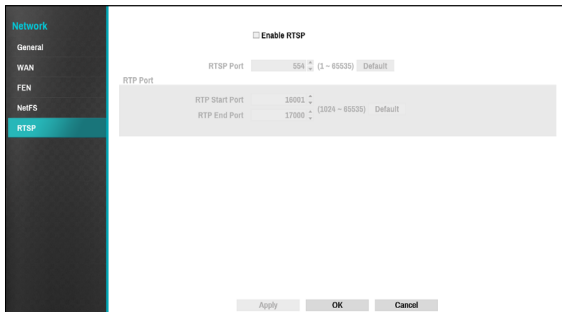 Network
General
WAN
FEN
NetFS
RTSP
Enable RTSP
RTSP Port 554 (1 ~ 65535) Default
RTP Port
RTP Start Port 16001
(1024 ~ 65535) Default
RTP End Port 17000
Apply OK Cancel